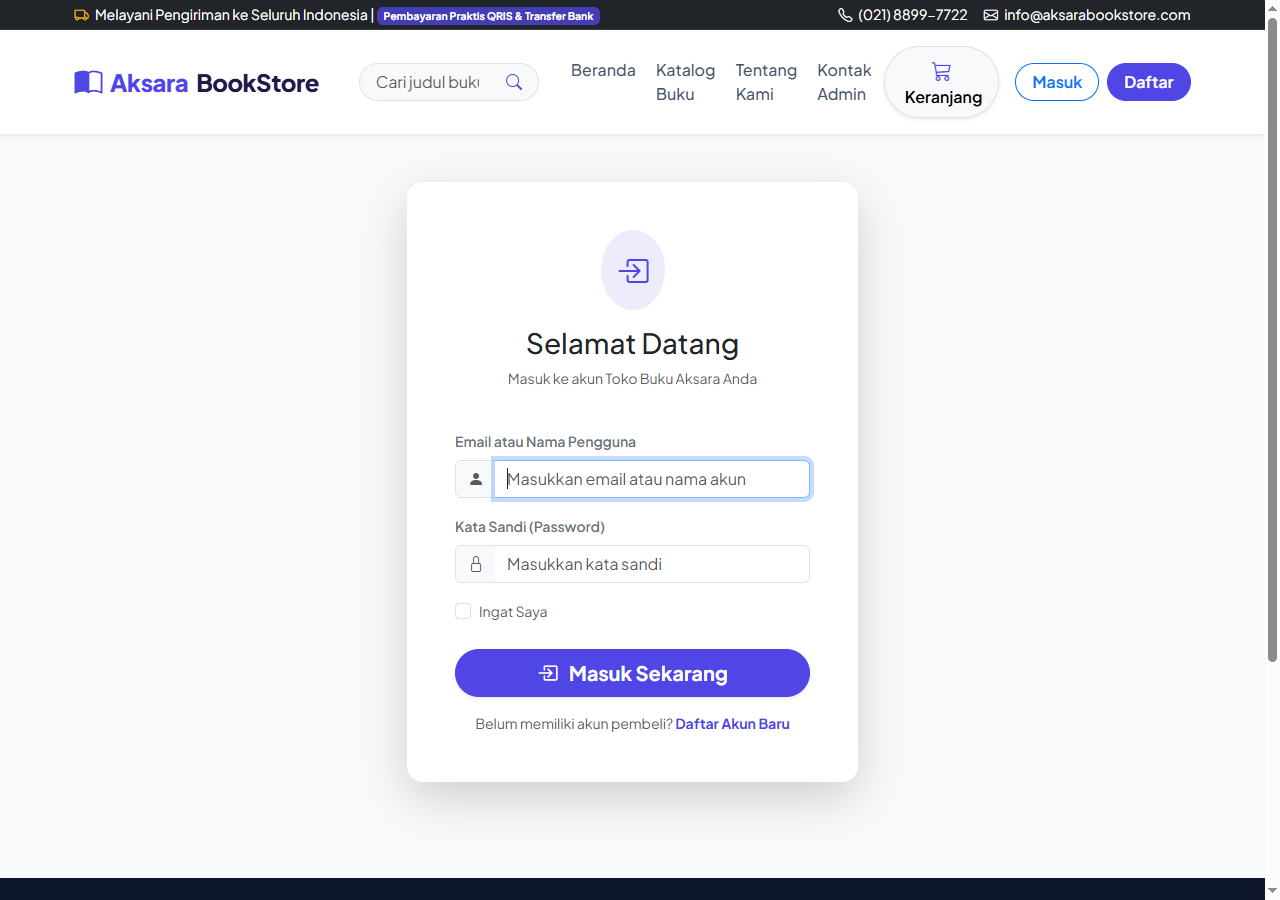 Melayani Pengiriman ke Seluruh Indonesia | Pembayaran Praktis QRIS & Transfer Bank
(021) 8899-7722 info@aksarabookstore.com
Aksara BookStore
Cari judul buku
Beranda
Katalog Buku
Tentang Kami
Kontak Admin
Keranjang
Masuk
Daftar
Selamat Datang
Masuk ke akun Toko Buku Aksara Anda
Email atau Nama Pengguna
Masukkan email atau nama akun
Kata Sandi (Password)
Masukkan kata sandi
Ingat Saya
Masuk Sekarang
Belum memiliki akun pembeli? Daftar Akun Baru